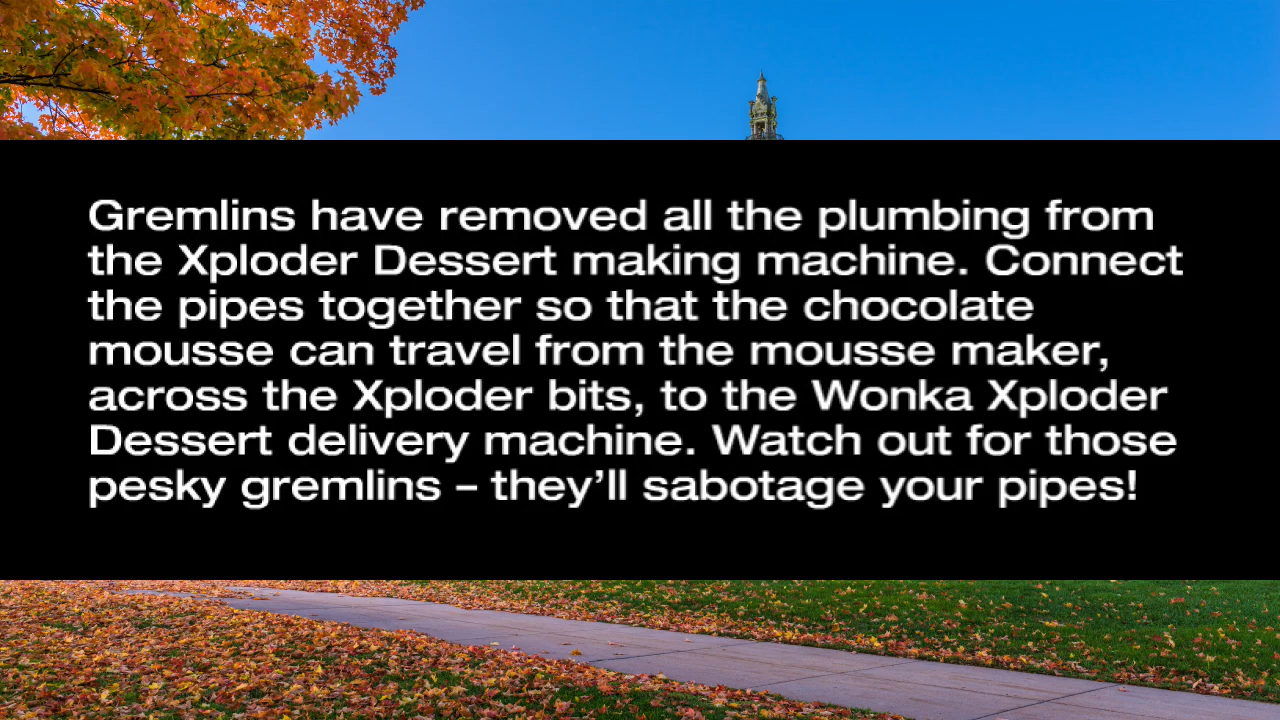 Gremlins have removed all the plumbing from
the Xploder Dessert making machine. Connect
the pipes together so that the chocolate
mousse can travel from the mousse maker,
across the Xploder bits, to the Wonka Xploder
Dessert delivery machine. Watch out for those
pesky gremlins – they’ll sabotage your pipes!